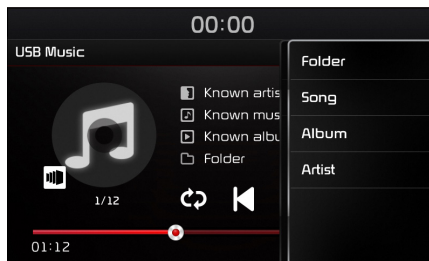 00:00
USB Music
Known artis
Known mus
Known albu
Folder
1/12
01:12
Folder
Song
Album
Artist